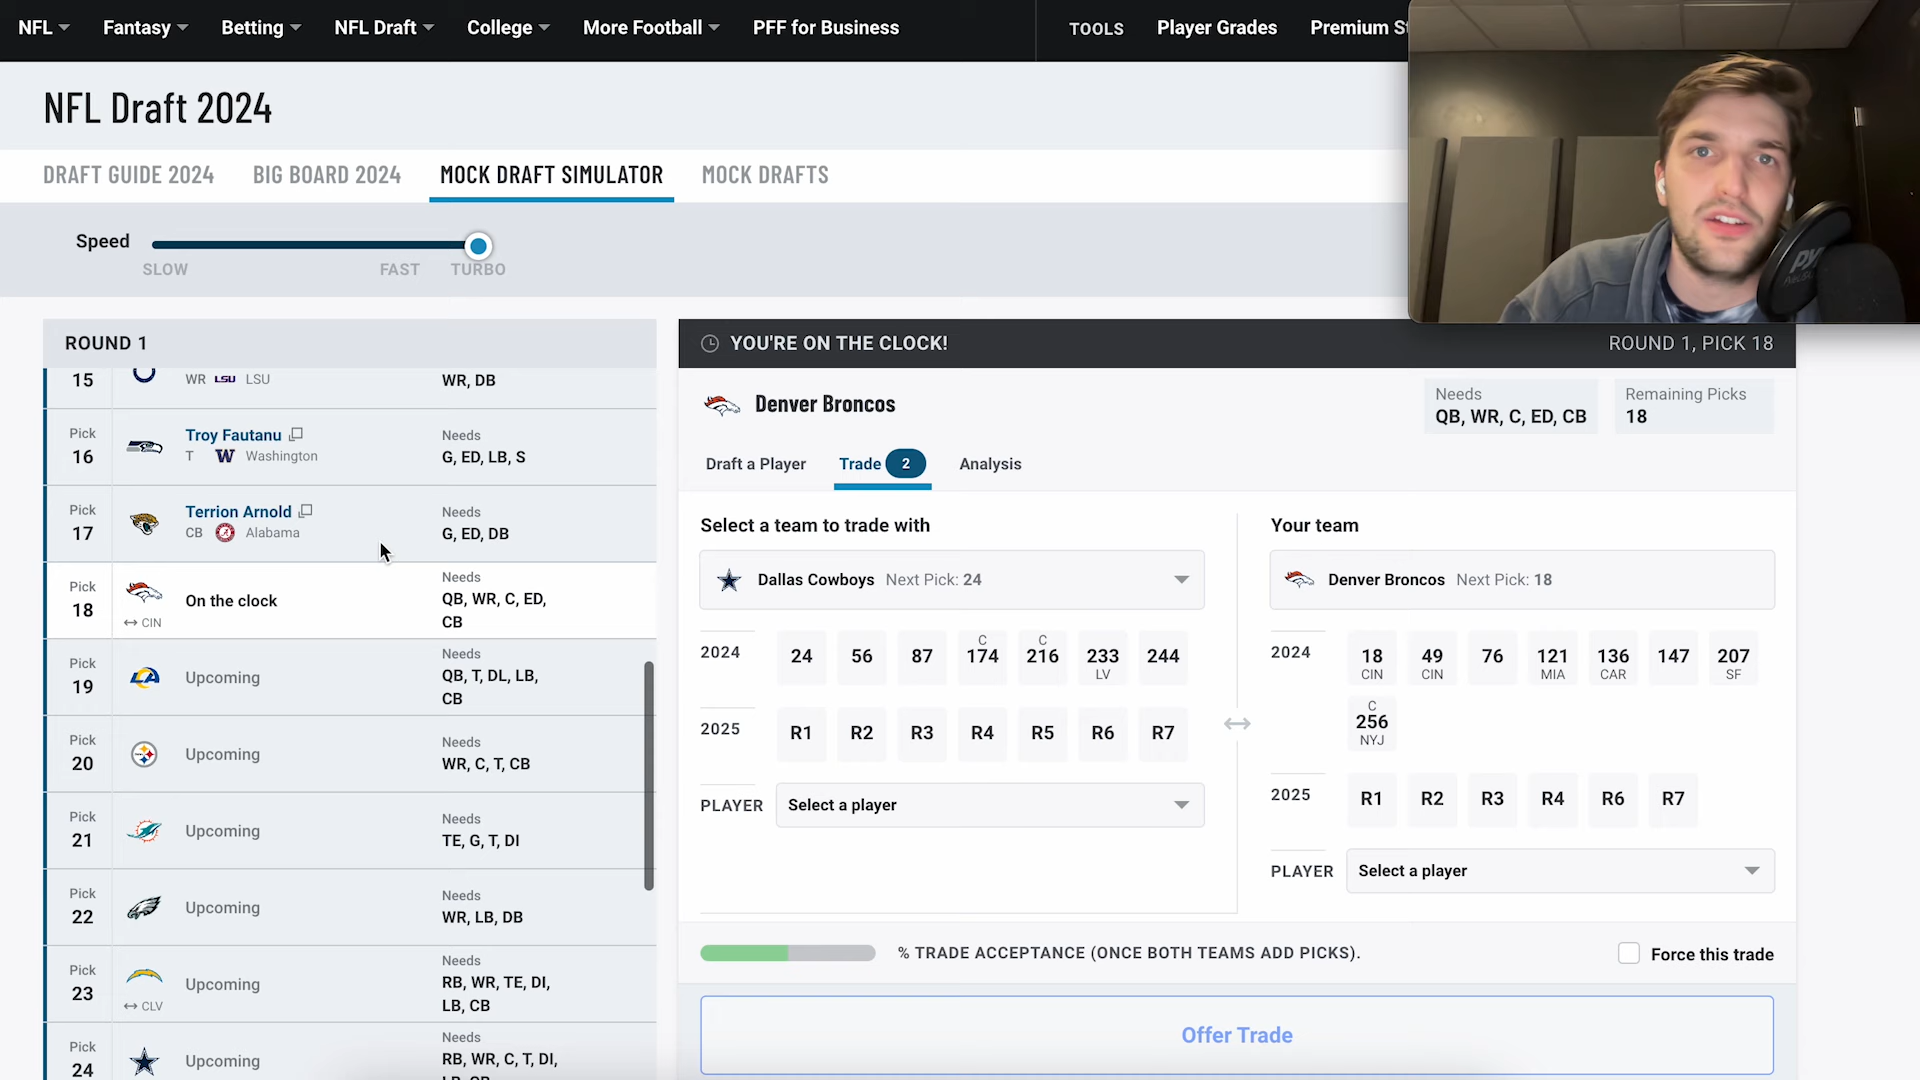 NFL Fantasy Betting NFL Draft College More Football PFF for Business TOOLS Player Grades Premium St
NFL Draft 2024
DRAFT GUIDE 2024 BIG BOARD 2024 MOCK DRAFT SIMULATOR MOCK DRAFTS
Speed
SLOW FAST TURBO
ROUND 1
15 WR LSU LSU WR, DB
Pick 16 Troy Fautanu Needs
T W Washington G, ED, LB, S
Pick 17 Terrion Arnold Needs
CB Alabama G, ED, DB
Pick 18 On the clock Needs
QB, WR, C, ED,
CIN CB
Pick 19 Upcoming Needs
QB, T, DL, LB,
CB
Pick 20 Upcoming Needs
WR, C, T, CB
Pick 21 Upcoming Needs
TE, G, T, DI
Pick 22 Upcoming Needs
WR, LB, DB
Pick 23 Upcoming Needs
RB, WR, TE, DI,
CLV LB, CB
Pick 24 Upcoming Needs
RB, WR, C, T, DI,
YOU'RE ON THE CLOCK! ROUND 1, PICK 18
Denver Broncos
Needs
QB, WR, C, ED, CB
Remaining Picks
18
Draft a Player Trade 2 Analysis
Select a team to trade with
Dallas Cowboys Next Pick: 24
2024 24 56 87 C 174 C 216 233 LV 244
2025 R1 R2 R3 R4 R5 R6 R7
PLAYER Select a player
Your team
Denver Broncos Next Pick: 18
2024 18 CIN 49 CIN 76 121 MIA 136 CAR 147 207 SF
C 256 NYJ
2025 R1 R2 R3 R4 R6 R7
PLAYER Select a player
% TRADE ACCEPTANCE (ONCE BOTH TEAMS ADD PICKS). Force this trade
Offer Trade